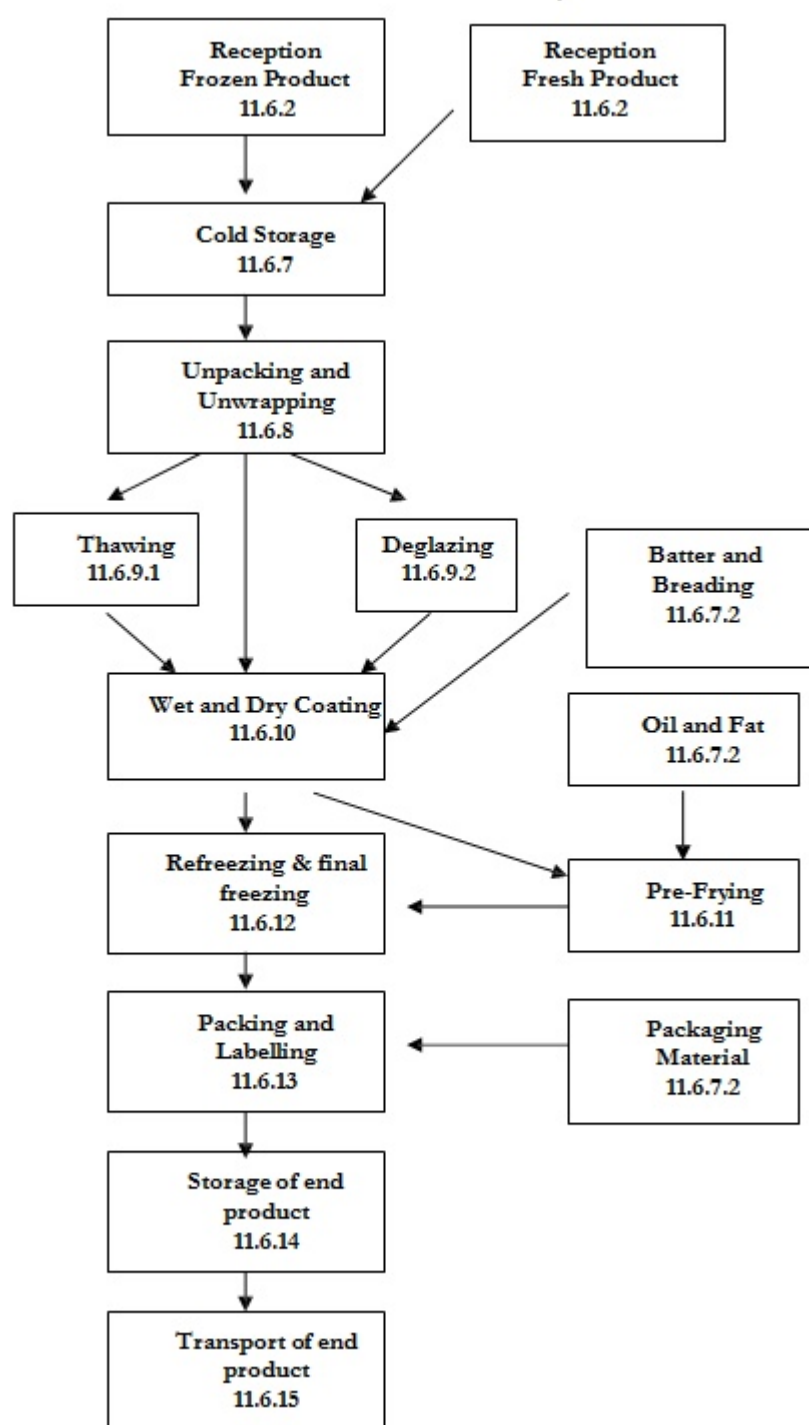 Reception
Frozen Product
11.6.2
Reception
Fresh Product
11.6.2
Cold Storage
11.6.7
Unpacking and
Unwrapping
11.6.8
Thawing
11.6.9.1
Deglazing
11.6.9.2
Batter and
Breading
11.6.7.2
Wet and Dry Coating
11.6.10
Oil and Fat
11.6.7.2
Refreezing & final
freezing
11.6.12
Pre-Frying
11.6.11
Packing and
Labelling
11.6.13
Packaging
Material
11.6.7.2
Storage of end
product
11.6.14
Transport of end
product
11.6.15